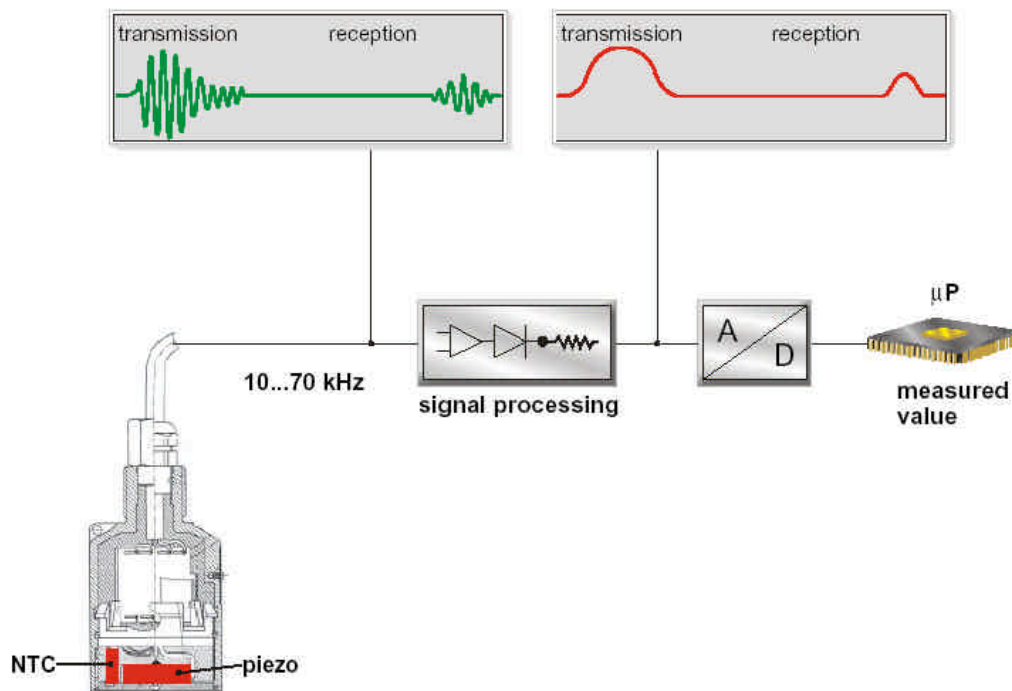 transmission reception
transmission reception
µP
A
D
10...70 kHz
signal processing
measured
value
NTC
piezo